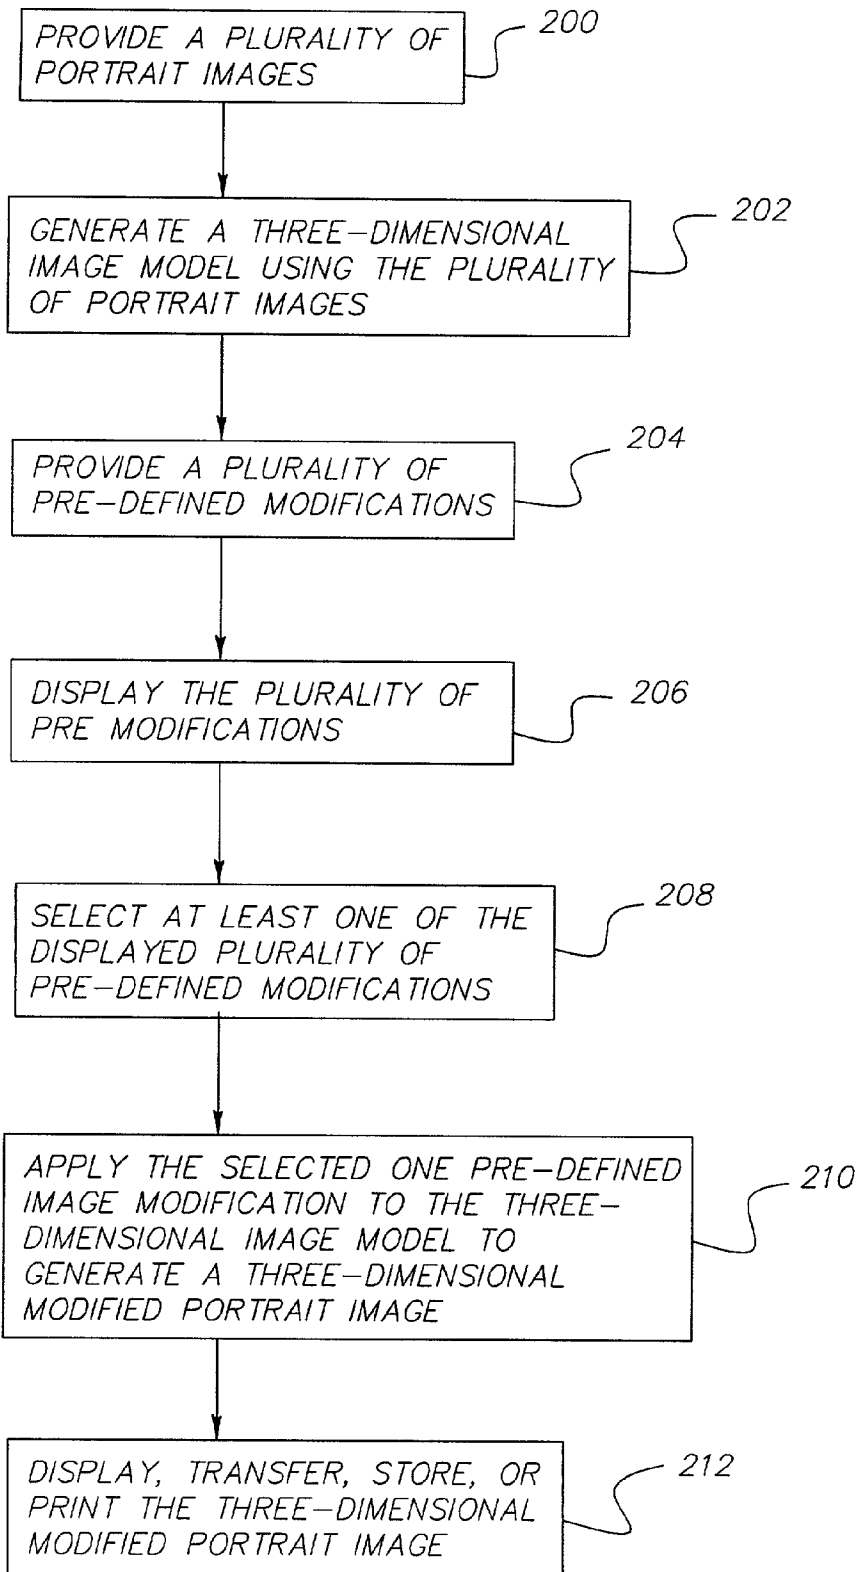 PROVIDE A PLURALITY OF
PORTRAIT IMAGES
200
GENERATE A THREE-DIMENSIONAL
IMAGE MODEL USING THE PLURALITY
OF PORTRAIT IMAGES
202
PROVIDE A PLURALITY OF
PRE-DEFINED MODIFICATIONS
204
DISPLAY THE PLURALITY OF
PRE MODIFICATIONS
206
SELECT AT LEAST ONE OF THE
DISPLAYED PLURALITY OF
PRE-DEFINED MODIFICATIONS
208
APPLY THE SELECTED ONE PRE-DEFINED
IMAGE MODIFICATION TO THE THREE-
DIMENSIONAL IMAGE MODEL TO
GENERATE A THREE-DIMENSIONAL
MODIFIED PORTRAIT IMAGE
210
DISPLAY, TRANSFER, STORE, OR
PRINT THE THREE-DIMENSIONAL
MODIFIED PORTRAIT IMAGE
212